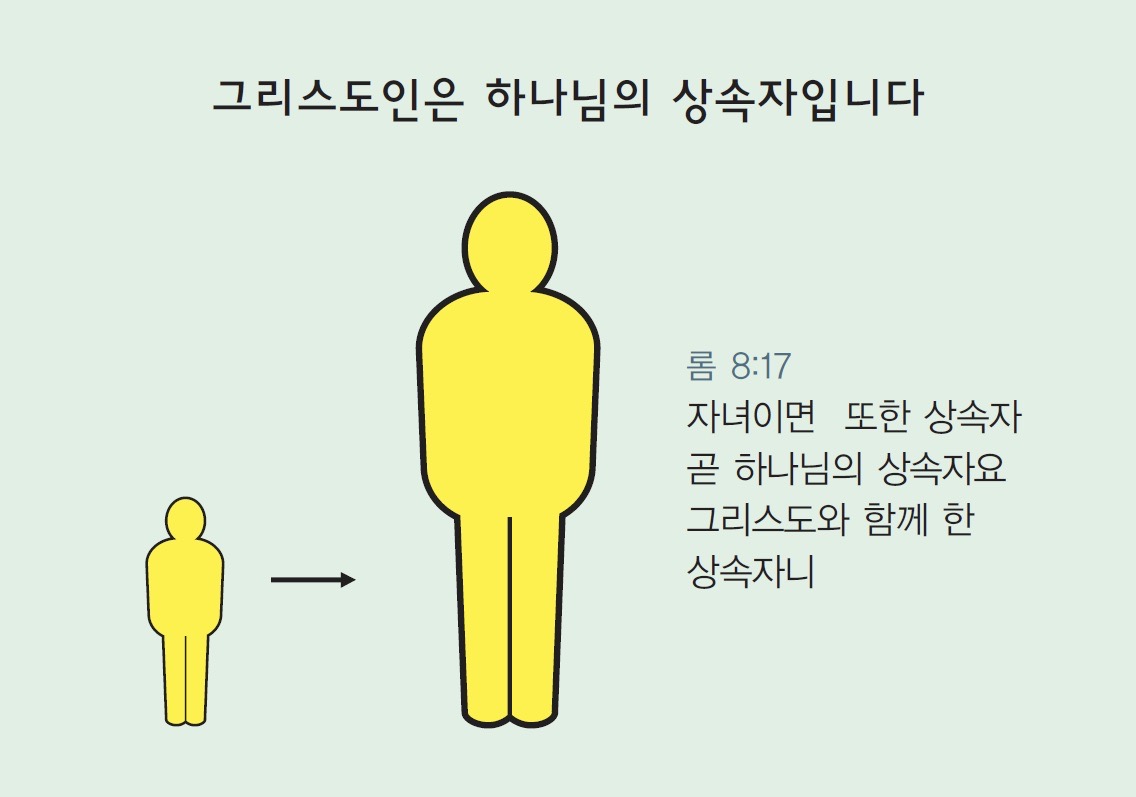 그리스도인은 하나님의 상속자입니다
롬 8:17
자녀이면 또한 상속자
곧 하나님의 상속자요
그리스도와 함께 한
상속자니